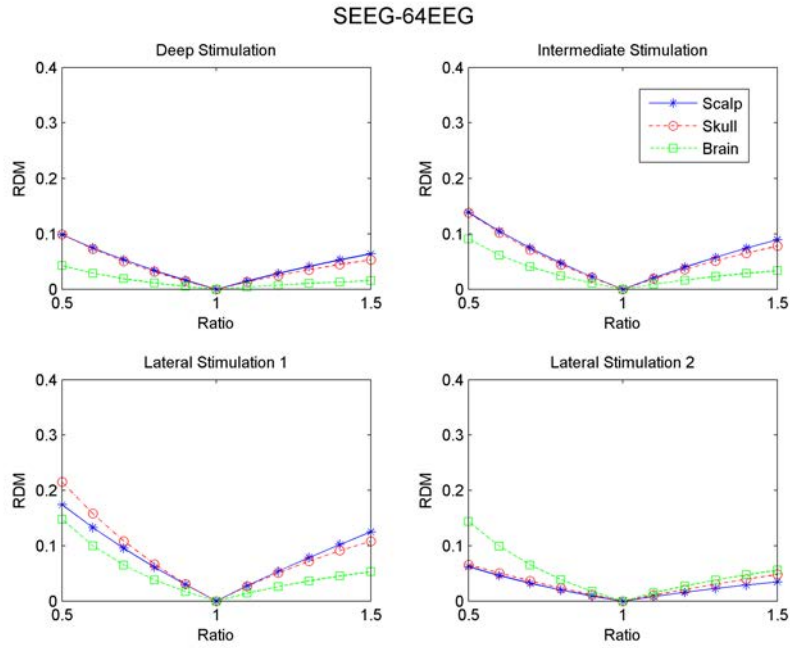 SEEG-64EEG
Deep Stimulation
0.4
0.3
0.2
0.1
0
RDM
0.5
1
1.5
Ratio
Intermediate Stimulation
0.4
0.3
0.2
0.1
0
RDM
Scalp
Skull
Brain
0.5
1
1.5
Ratio
Lateral Stimulation 1
0.4
0.3
0.2
0.1
0
RDM
0.5
1
1.5
Ratio
Lateral Stimulation 2
0.4
0.3
0.2
0.1
0
RDM
0.5
1
1.5
Ratio